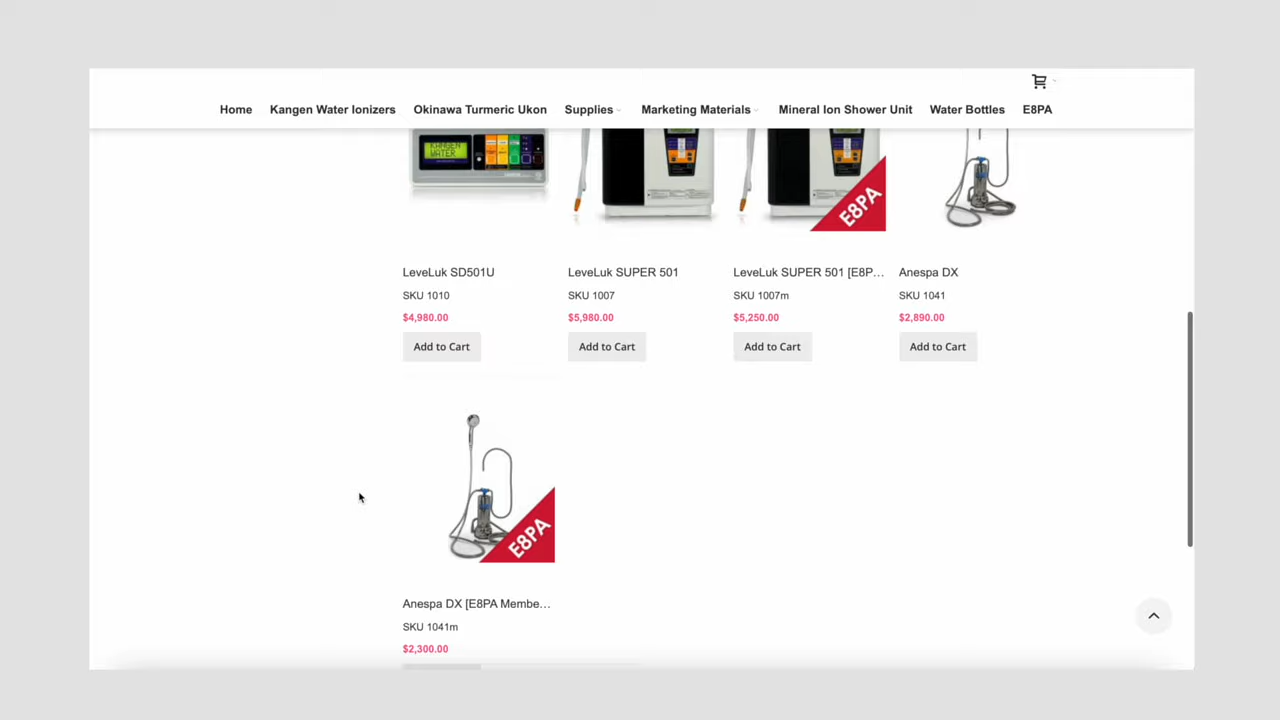 Home Kangen Water Ionizers Okinawa Turmeric Ukon Supplies Marketing Materials Mineral Ion Shower Unit Water Bottles E8PA
KANGEN
WATER
E8PA
LeveLuk SD501U LeveLuk SUPER 501 LeveLuk SUPER 501 [E8P... Anespa DX
SKU 1010 SKU 1007 SKU 1007m SKU 1041
$4,980.00 $5,980.00 $5,250.00 $2,890.00
Add to Cart Add to Cart Add to Cart Add to Cart
E8PA
Anespa DX [E8PA Membe...
SKU 1041m
$2,300.00